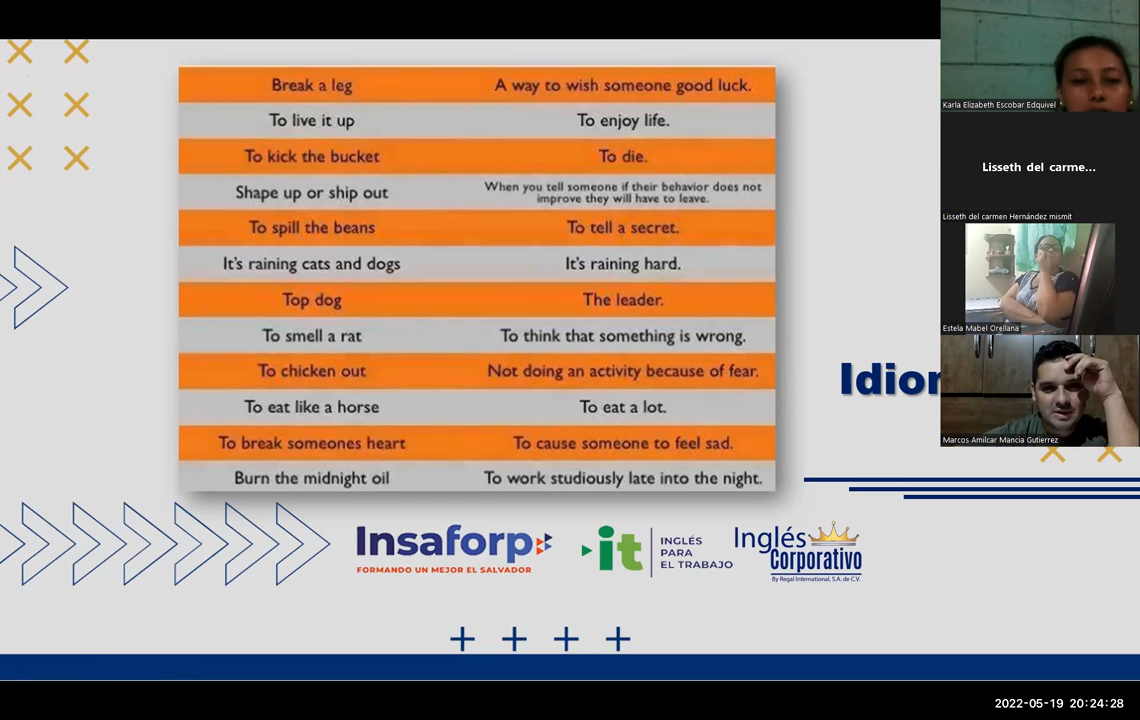 Break a leg
A way to wish someone good luck.
To live it up
To enjoy life.
To kick the bucket
To die.
Shape up or ship out
When you tell someone if their behavior does not
improve they will have to leave.
To spill the beans
To tell a secret.
It's raining cats and dogs
It's raining hard.
Top dog
The leader.
To smell a rat
To think that something is wrong.
To chicken out
Not doing an activity because of fear.
To eat like a horse
To eat a lot.
To break someones heart
To cause someone to feel sad.
Burn the midnight oil
To work studiously late into the night.
Karla Elizabeth Escobar Edquivel
Lisseth del carme...
Lisseth del carmen Hernández mismit
Estela Mabel Orellana
Marcos Amilcar Mancia Gutierrez
Insaforp
FORMANDO UN MEJOR EL SALVADOR
it
INGLÉS
PARA
EL TRABAJO
Inglés
Corporativo
By Regal International, S.A. de C.V.
2022-05-19 20:24:28